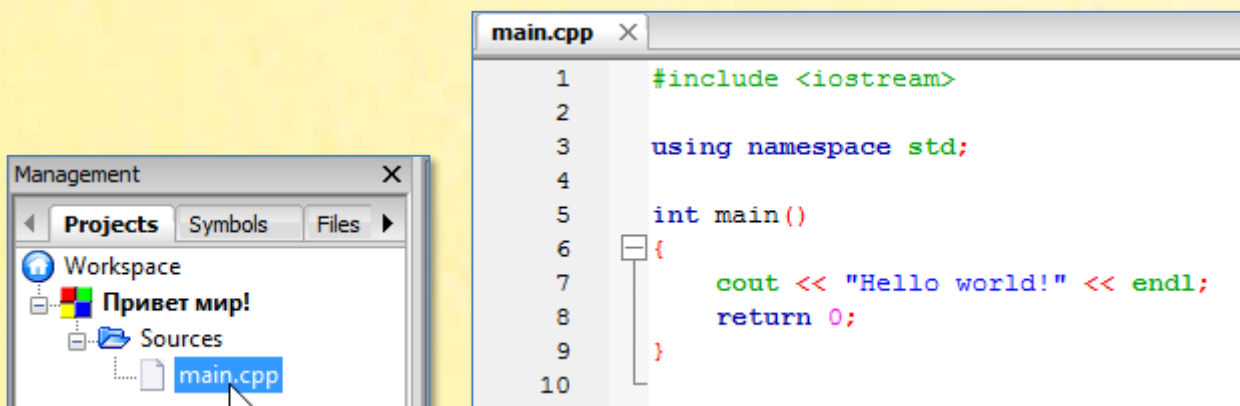 Management
Projects Symbols Files
Workspace
Привет мир!
Sources
main.cpp
main.cpp
1 #include <iostream>
2
3 using namespace std;
4
5 int main()
6 {
7 cout << "Hello world!" << endl;
8 return 0;
9 }
10